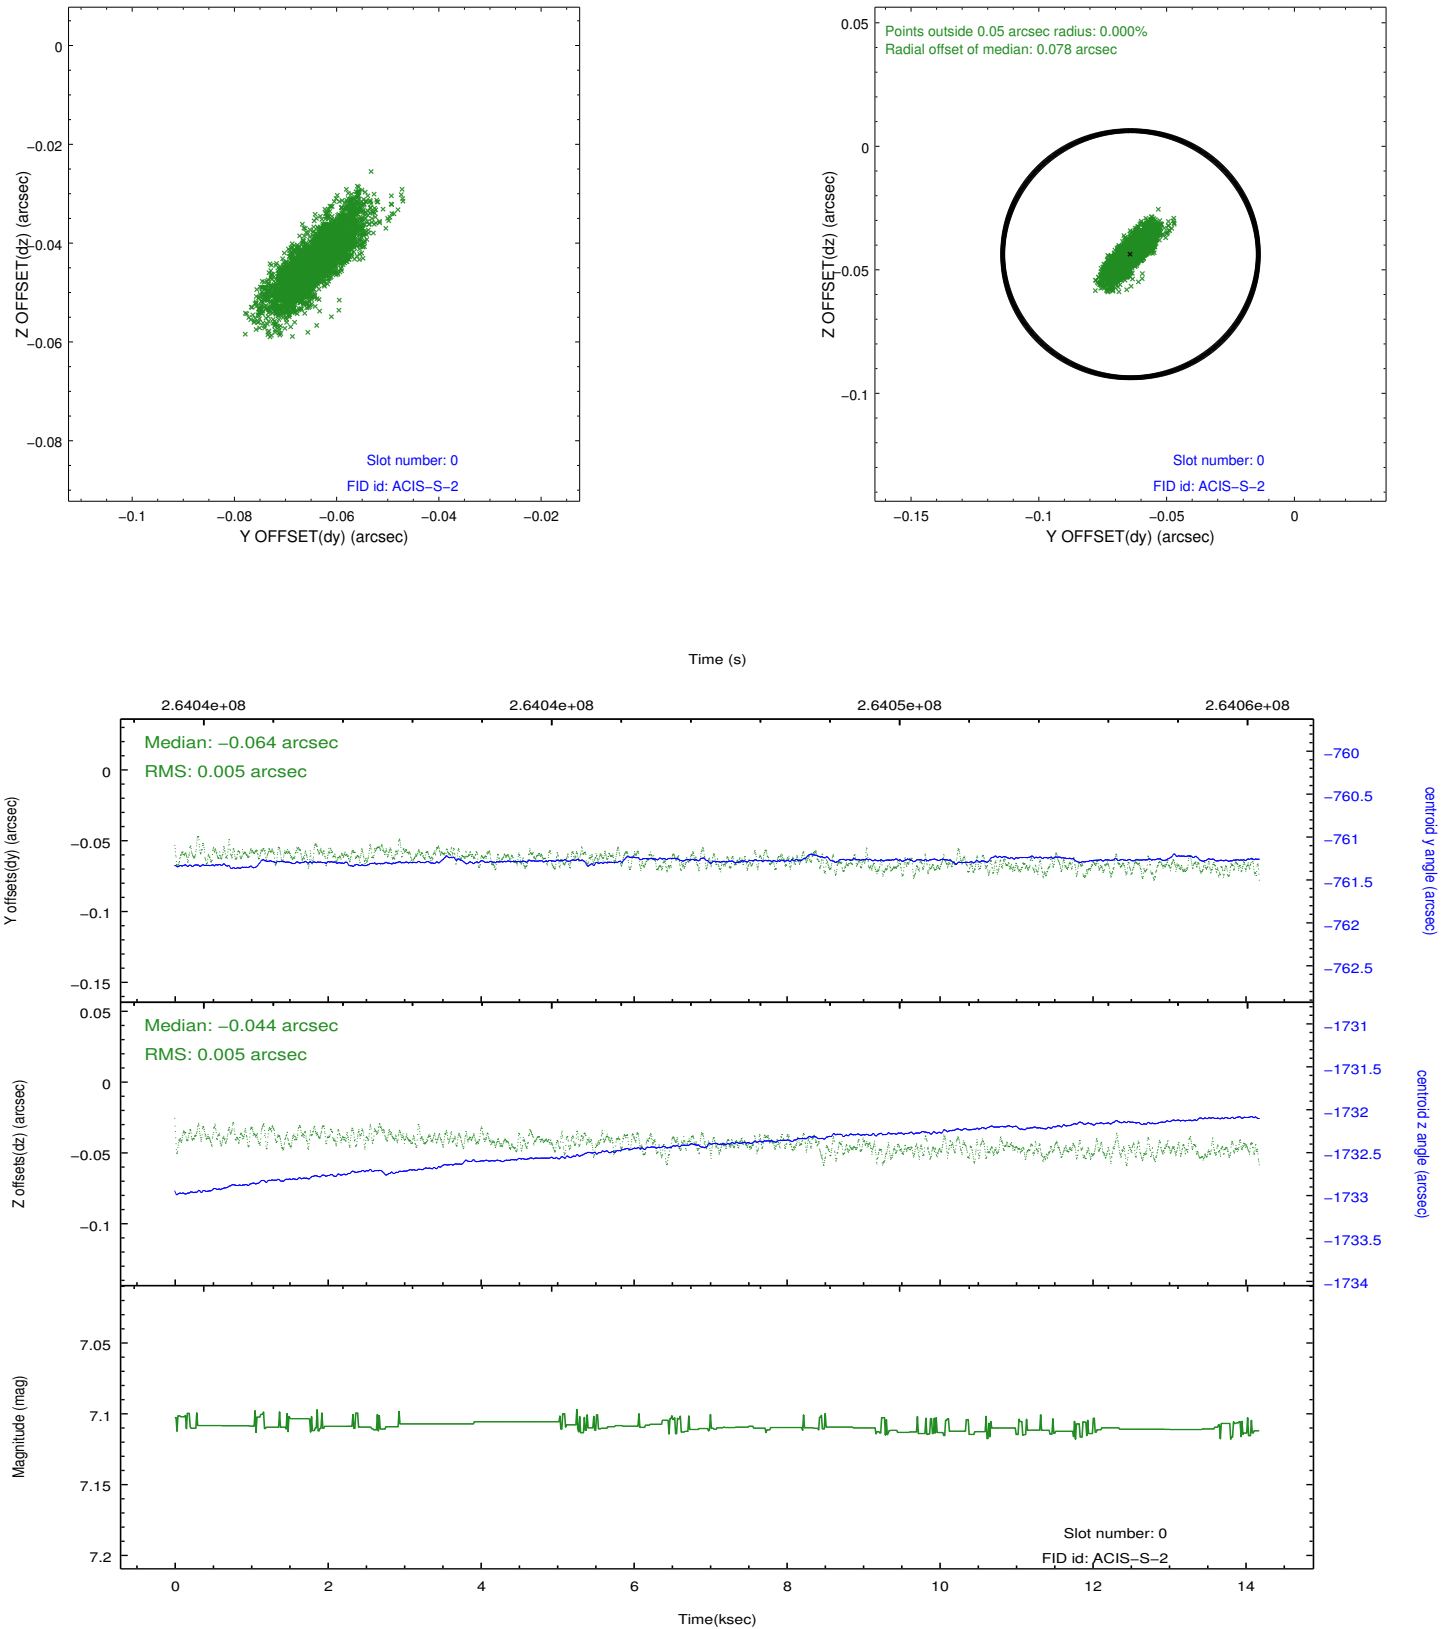 0
−0.02
−0.04
−0.06
−0.08
Z OFFSET(dz) (arcsec)
Slot number: 0
FID id: ACIS−S−2
−0.1
−0.08
−0.06
−0.04
−0.02
Y OFFSET(dy) (arcsec)
0.05
0
−0.05
−0.1
Z OFFSET(dz) (arcsec)
Points outside 0.05 arcsec radius: 0.000%
Radial offset of median: 0.078 arcsec
Slot number: 0
FID id: ACIS−S−2
−0.15
−0.1
−0.05
0
Y OFFSET(dy) (arcsec)
Time (s)
2.6404e+08
2.6404e+08
2.6405e+08
2.6406e+08
Median: −0.064 arcsec
RMS: 0.005 arcsec
0
−0.05
−0.1
−0.15
Y offsets(dy) (arcsec)
−760
−760.5
−761
−761.5
−762
−762.5
centroid y angle (arcsec)
Median: −0.044 arcsec
RMS: 0.005 arcsec
0.05
0
−0.05
−0.1
Z offsets(dz) (arcsec)
−1731
−1731.5
−1732
−1732.5
−1733
−1733.5
−1734
centroid z angle (arcsec)
7.05
7.1
7.15
7.2
Magnitude (mag)
Slot number: 0
FID id: ACIS−S−2
0
2
4
6
8
10
12
14
Time(ksec)